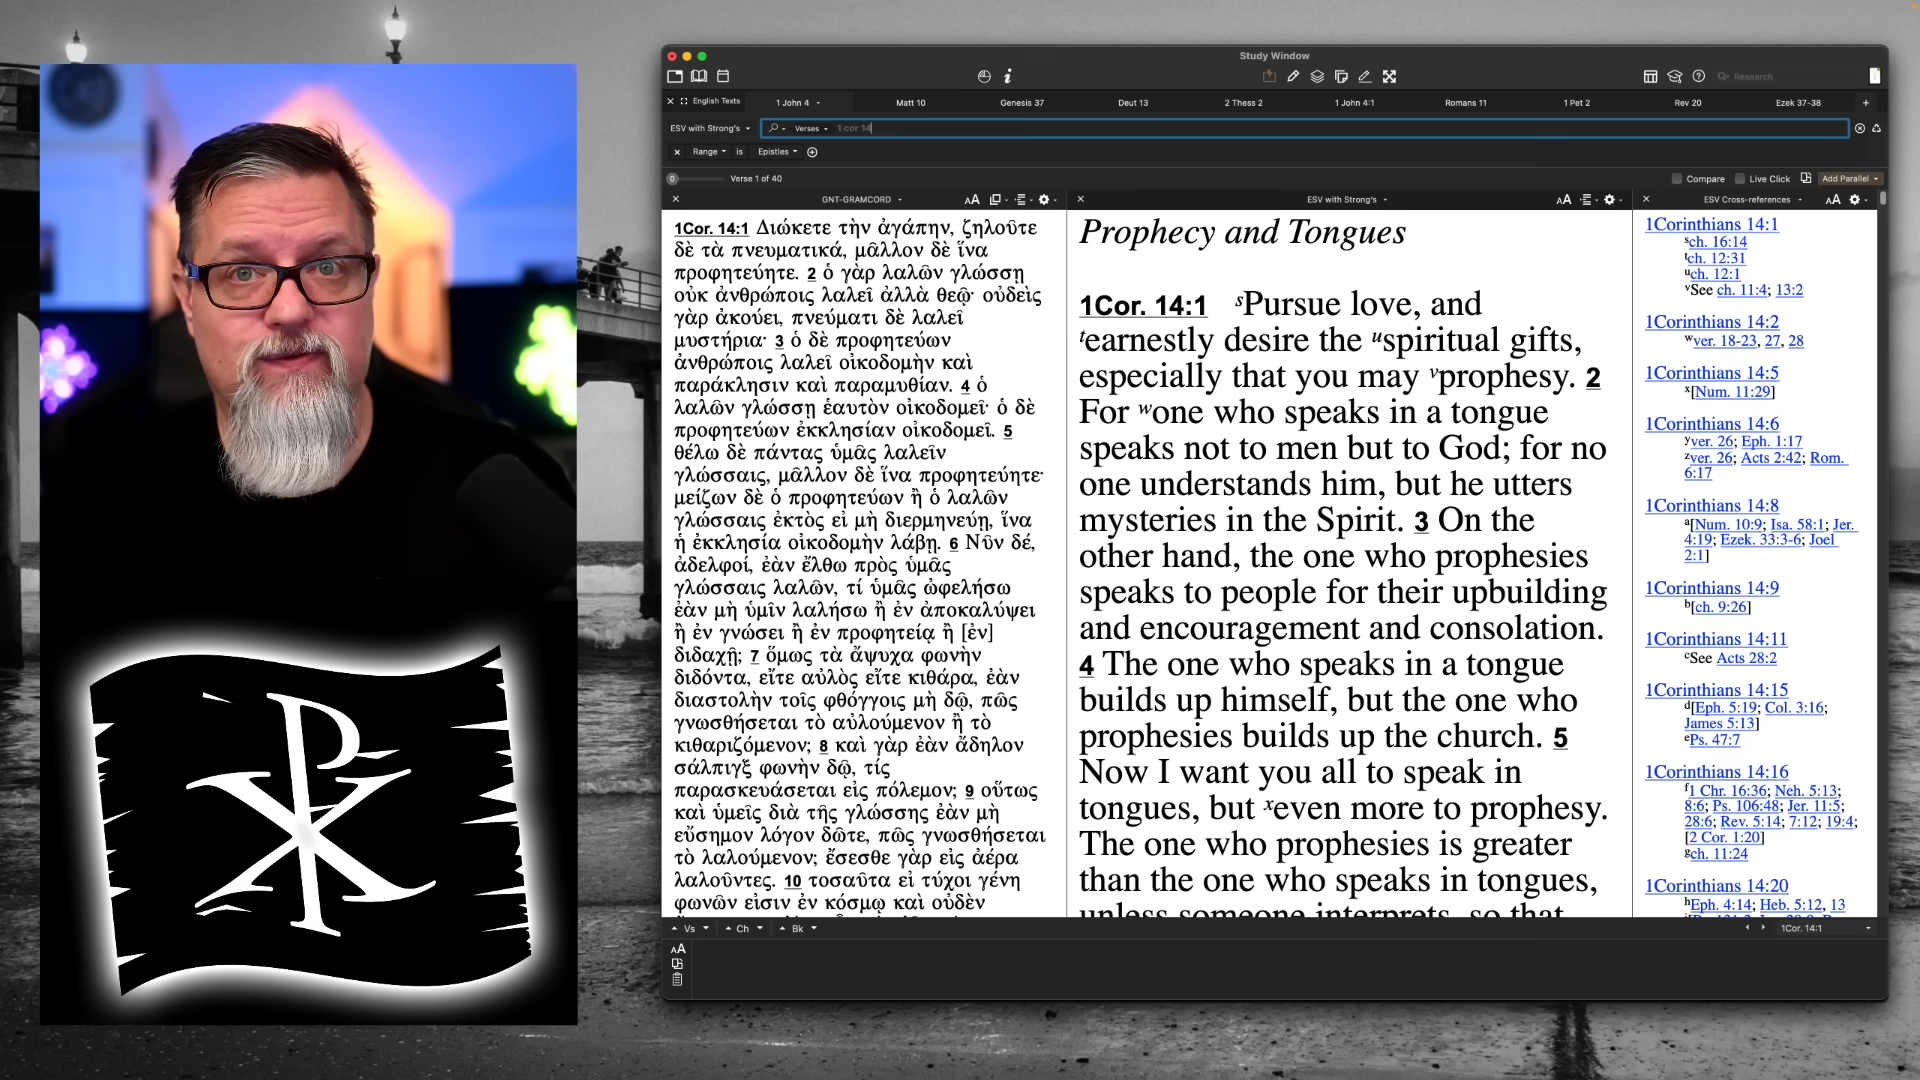 Study Window
Research
English Texts
1 John 4
Matt 10
Genesis 37
Deut 13
2 Thess 2
1 John 4:1
Romans 11
1 Pet 2
Rev 20
Ezek 37-38
ESV with Strong's
Verses
1 cor 14
Range
is
Epistles
0
Verse 1 of 40
Compare
Live Click
Add Parallel
GNT-GRAMCORD
1Cor. 14:1 Διώκετε τὴν ἀγάπην, ζηλοῦτε
δὲ τὰ πνευματικά, μᾶλλον δὲ ἵνα
προφητεύητε. 2 ὁ γὰρ λαλῶν γλώσσῃ
οὐκ ἀνθρώποις λαλεῖ ἀλλὰ θεῷ· οὐδεὶς
γὰρ ἀκούει, πνεύματι δὲ λαλεῖ
μυστήρια· 3 ὁ δὲ προφητεύων
ἀνθρώποις λαλεῖ οἰκοδομὴν καὶ
παράκλησιν καὶ παραμυθίαν. 4 ὁ
λαλῶν γλώσσῃ ἑαυτὸν οἰκοδομεῖ· ὁ δὲ
προφητεύων ἐκκλησίαν οἰκοδομεῖ. 5
θέλω δὲ πάντας ὑμᾶς λαλεῖν
γλώσσαις, μᾶλλον δὲ ἵνα προφητεύητε·
μείζων δὲ ὁ προφητεύων ἢ ὁ λαλῶν
γλώσσαις ἐκτὸς εἰ μὴ διερμηνεύῃ, ἵνα
ἡ ἐκκλησία οἰκοδομὴν λάβῃ. 6 Νῦν δέ,
ἀδελφοί, ἐὰν ἔλθω πρὸς ὑμᾶς
γλώσσαις λαλῶν, τί ὑμᾶς ὠφελήσω
ἐὰν μὴ ὑμῖν λαλήσω ἢ ἐν ἀποκαλύψει
ἢ ἐν γνώσει ἢ ἐν προφητείᾳ ἢ [ἐν]
διδαχῇ; 7 ὅμως τὰ ἄψυχα φωνὴν
διδόντα, εἴτε αὐλὸς εἴτε κιθάρα, ἐὰν
διαστολὴν τοῖς φθόγγοις μὴ δῷ, πῶς
γνωσθήσεται τὸ αὐλούμενον ἢ τὸ
κιθαριζόμενον; 8 καὶ γὰρ ἐὰν ἄδηλον
σάλπιγξ φωνὴν δῷ, τίς
παρασκευάσεται εἰς πόλεμον; 9 οὕτως
καὶ ὑμεῖς διὰ τῆς γλώσσης ἐὰν μὴ
εὔσημον λόγον δῶτε, πῶς γνωσθήσεται
τὸ λαλούμενον; ἔσεσθε γὰρ εἰς ἀέρα
λαλοῦντες. 10 τοσαῦτα εἰ τύχοι γένη
φωνῶν εἰσιν ἐν κόσμῳ καὶ οὐδὲν
ESV with Strong's
Prophecy and Tongues
1Cor. 14:1 sPursue love, and
tearnestly desire the uspiritual gifts,
especially that you may vprophesy. 2
For wone who speaks in a tongue
speaks not to men but to God; for no
one understands him, but he utters
mysteries in the Spirit. 3 On the
other hand, the one who prophesies
speaks to people for their upbuilding
and encouragement and consolation.
4 The one who speaks in a tongue
builds up himself, but the one who
prophesies builds up the church. 5
Now I want you all to speak in
tongues, but xeven more to prophesy.
The one who prophesies is greater
than the one who speaks in tongues,
unless someone interprets, so that
ESV Cross-references
1Corinthians 14:1
sch. 16:14
tch. 12:31
uch. 12:1
vSee ch. 11:4; 13:2
1Corinthians 14:2
wver. 18-23, 27, 28
1Corinthians 14:5
x[Num. 11:29]
1Corinthians 14:6
yver. 26; Eph. 1:17
zver. 26; Acts 2:42; Rom.
6:17
1Corinthians 14:8
a[Num. 10:9; Isa. 58:1; Jer.
4:19; Ezek. 33:3-6; Joel
2:1]
1Corinthians 14:9
b[ch. 9:26]
1Corinthians 14:11
cSee Acts 28:2
1Corinthians 14:15
d[Eph. 5:19; Col. 3:16;
James 5:13]
ePs. 47:7
1Corinthians 14:16
f1 Chr. 16:36; Neh. 5:13;
8:6; Ps. 106:48; Jer. 11:5;
28:6; Rev. 5:14; 7:12; 19:4;
[2 Cor. 1:20]
gch. 11:24
1Corinthians 14:20
hEph. 4:14; Heb. 5:12, 13
Vs
Ch
Bk
1Cor. 14:1